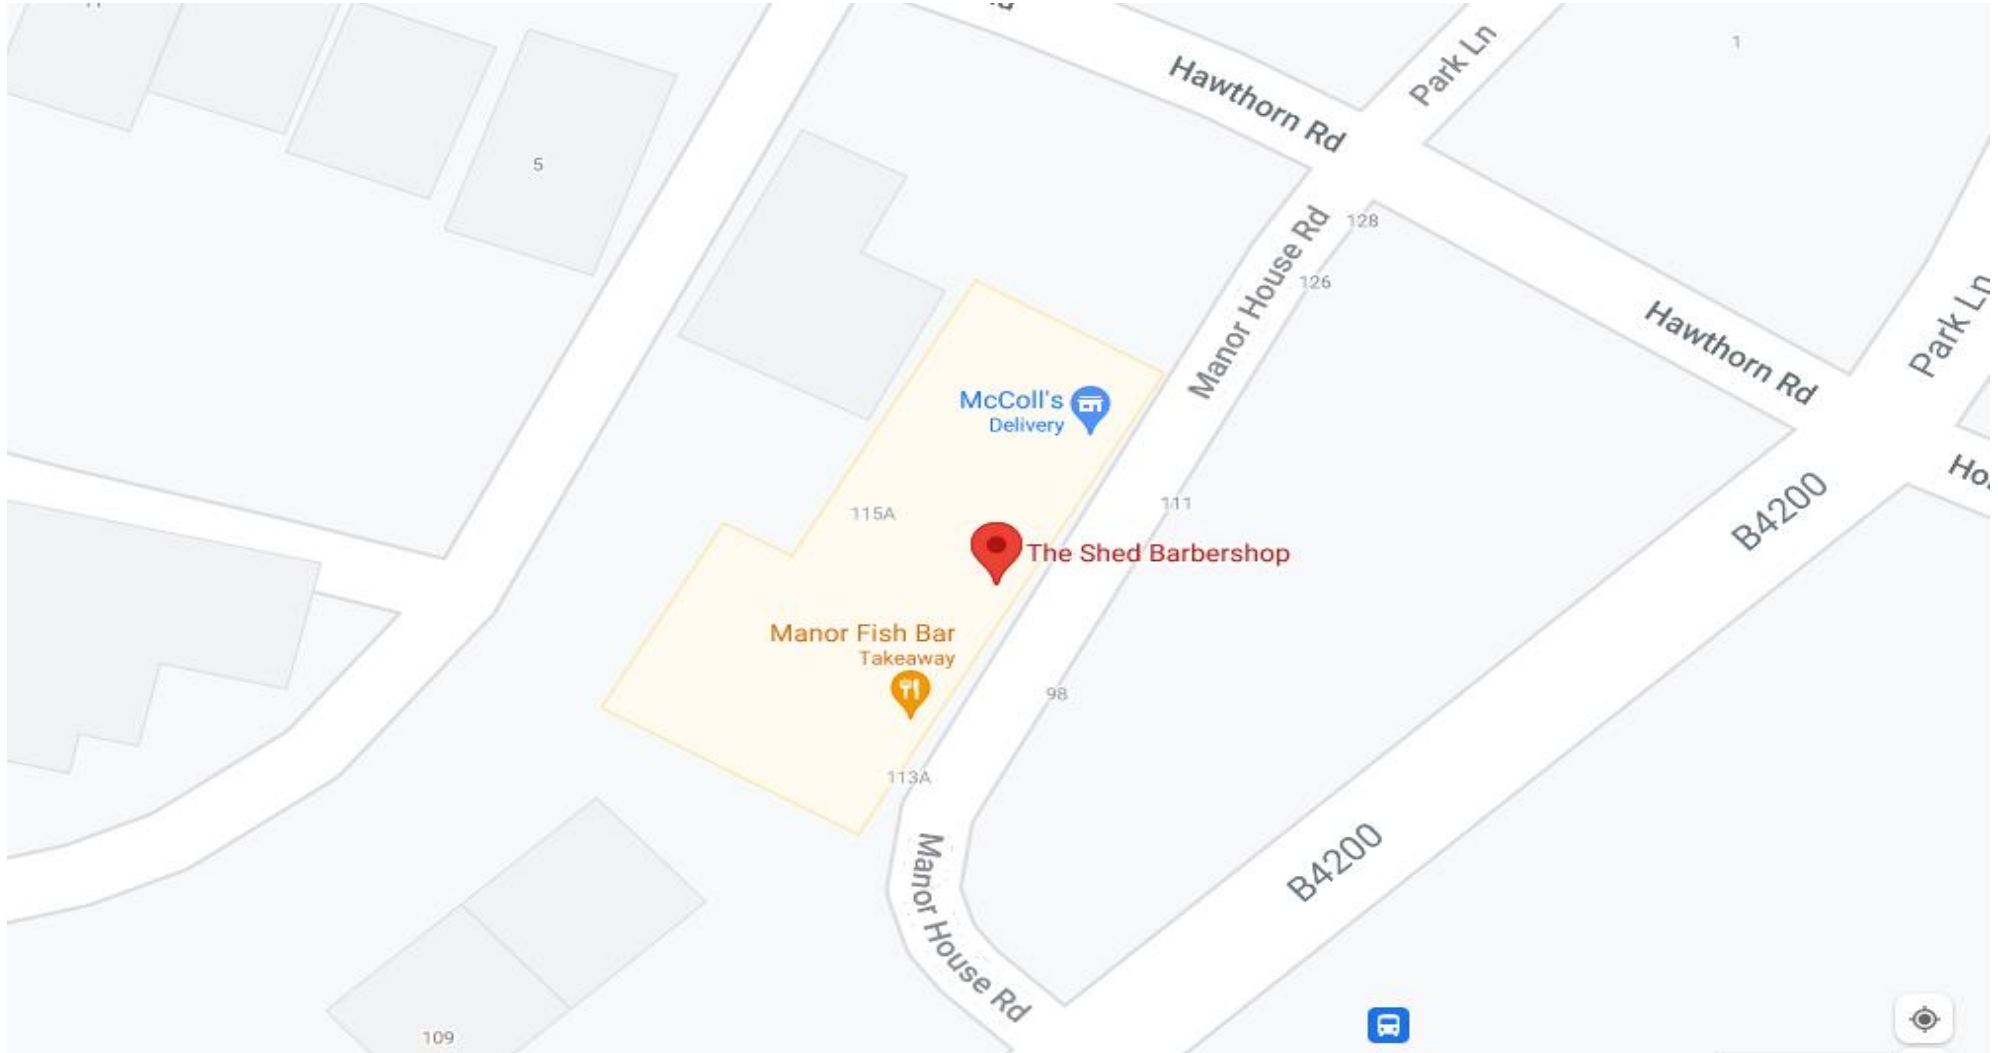 Hawthorn Rd
Park Ln
1
5
128
Manor House Rd
126
Park Ln
Hawthorn Rd
McColl's
Delivery
B4200
115A
111
The Shed Barbershop
Manor Fish Bar
Takeaway
98
113A
B4200
Manor House Rd
109